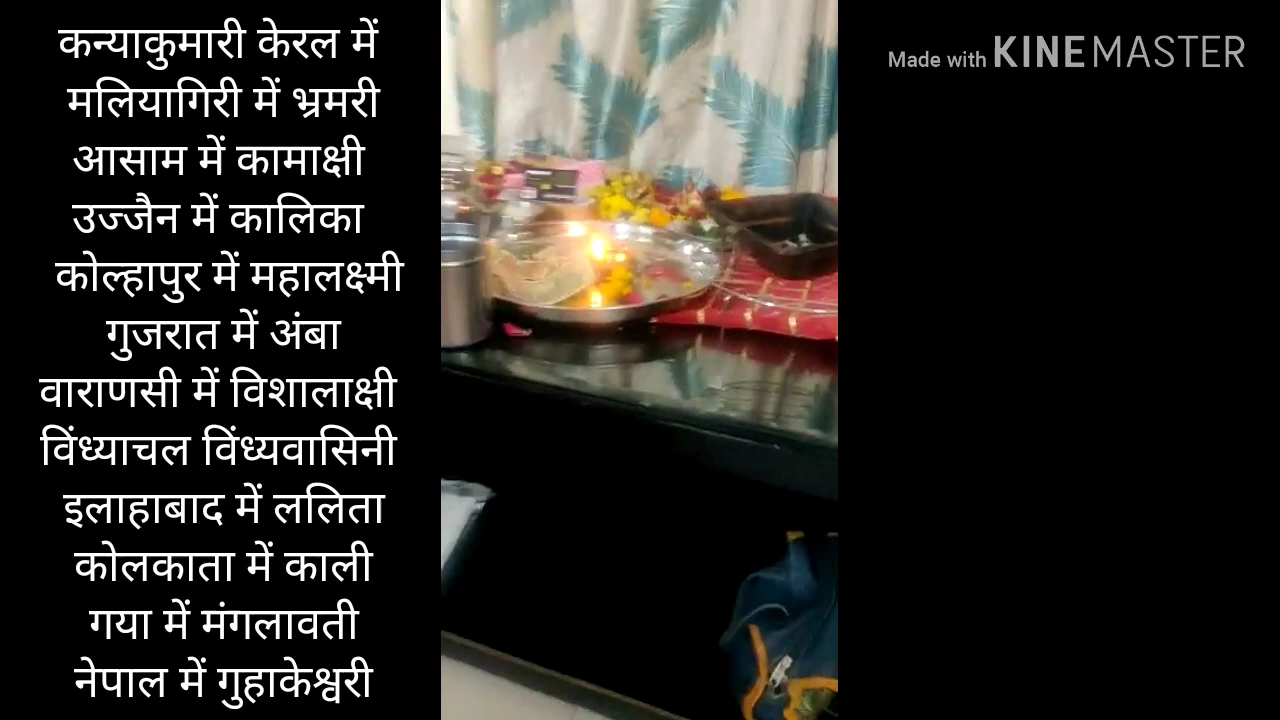 कन्याकुमारी केरल में
मलियागिरी में भ्रमरी
आसाम में कामाक्षी
उज्जैन में कालिका
कोल्हापुर में महालक्ष्मी
गुजरात में अंबा
वाराणसी में विशालाक्षी
विंध्याचल विंध्यवासिनी
इलाहाबाद में ललिता
कोलकाता में काली
गया में मंगलावती
नेपाल में गुहाकेश्वरी
Made with KINEMASTER